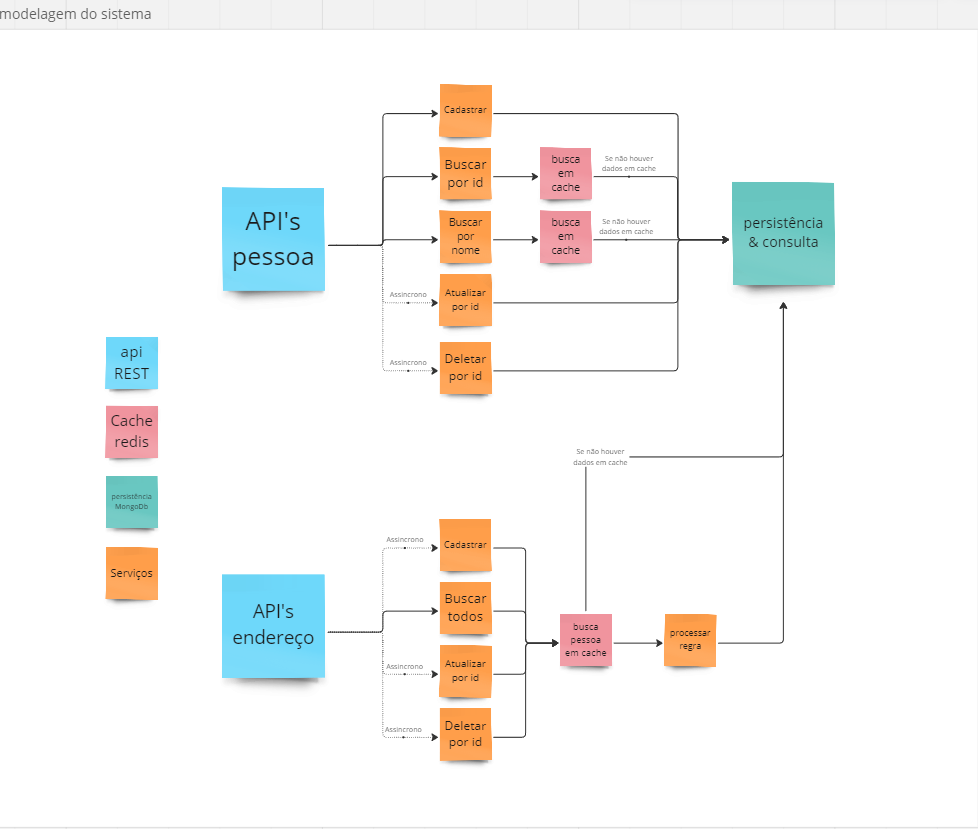 modelagem do sistema
Cadastrar
Buscar
por id
busca
em
cache
Se não houver
dados em cache
API's
pessoa
Buscar
por
nome
busca
em
cache
Se não houver
dados em cache
persistência
& consulta
Assincrono
Atualizar
por id
Assincrono
Deletar
por id
api
REST
Cache
redis
persistência
MongoDb
Serviços
Se não houver
dados em cache
API's
endereço
Assincrono
Cadastrar
Buscar
todos
Assincrono
Atualizar
por id
Assincrono
Deletar
por id
busca
pessoa
em cache
processar
regra